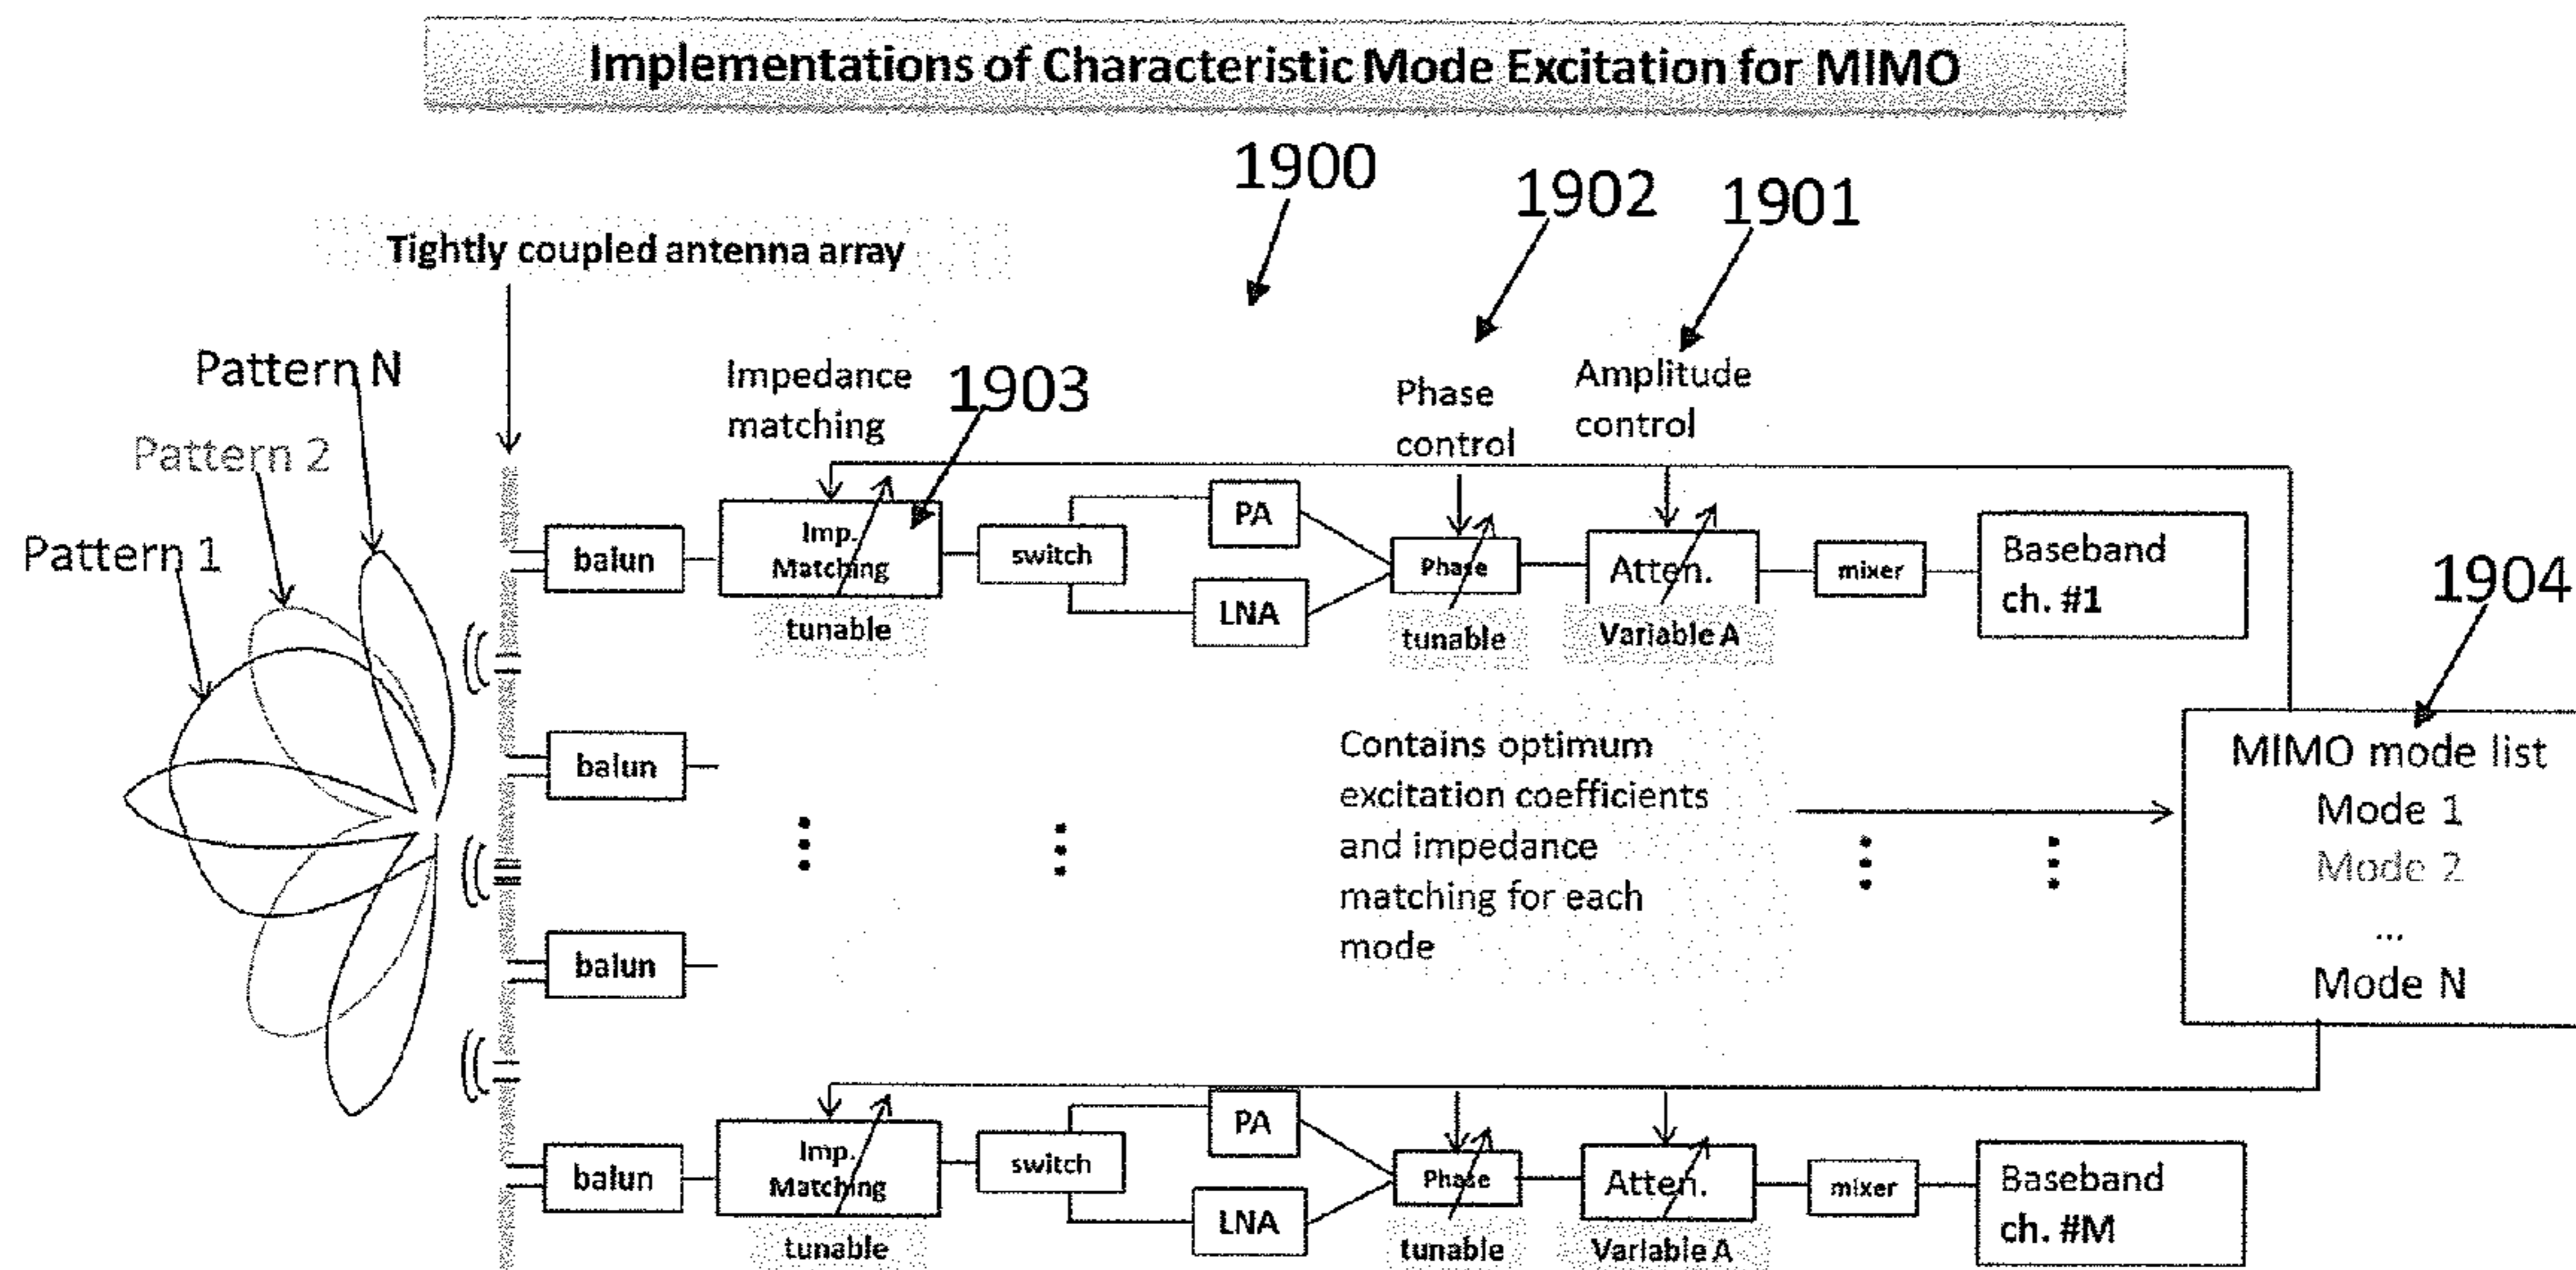 Implementations of Characteristic Mode Excitation for MIMO
1900
1902
1901
Tightly coupled antenna array
Pattern N
Pattern 2
Pattern 1
Impedance
matching
1903
Phase
control
Amplitude
control
balun
Imp.
Matching
tunable
switch
PA
LNA
Phase
tunable
Atten.
Variable A
mixer
Baseband
ch. #1
1904
balun
Contains optimum
excitation coefficients
and impedance
matching for each
mode
MIMO mode list
Mode 1
Mode 2
...
Mode N
balun
balun
Imp.
Matching
tunable
switch
PA
LNA
Phase
tunable
Atten.
Variable A
mixer
Baseband
ch. #M